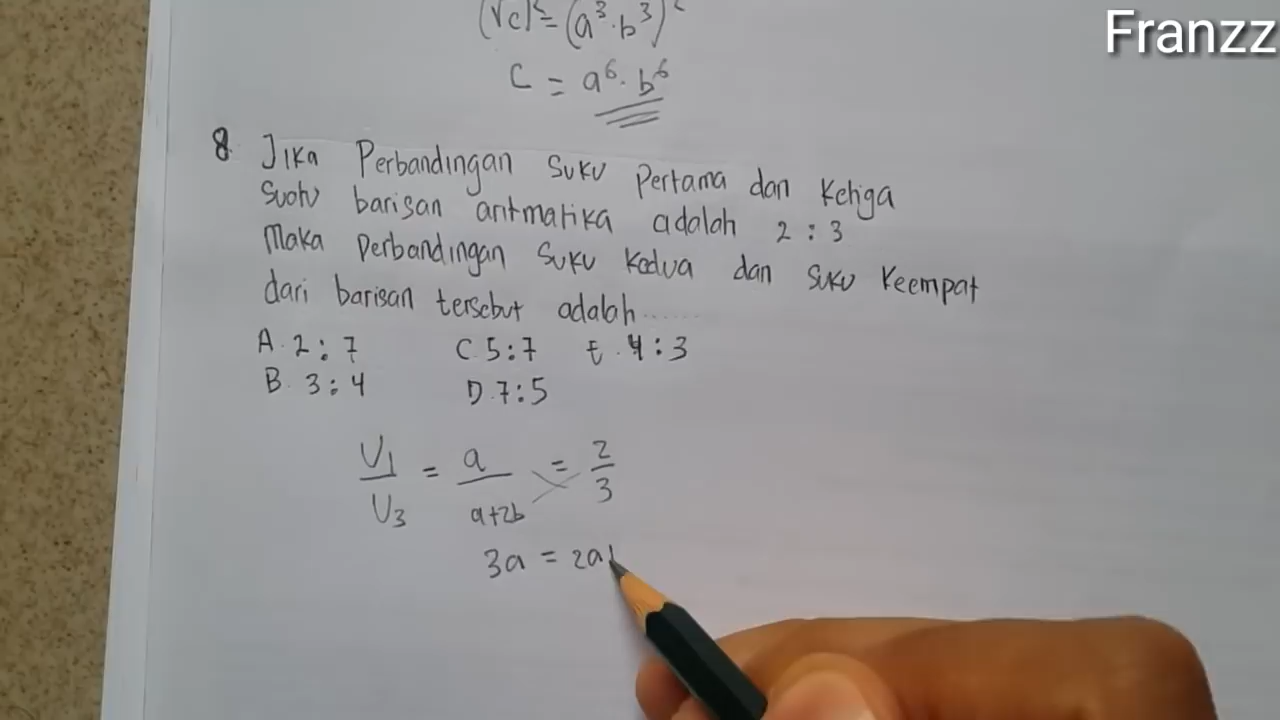 Franzz
(√c)² = (a³·b³)²
C = a⁶·b⁶
8. Jika Perbandingan Suku Pertama dan Ketiga
Suatu barisan aritmatika adalah 2 : 3
Maka Perbandingan Suku Kedua dan Suku Keempat
dari barisan tersebut adalah......
A. 2 : 7 C. 5 : 7 E. 4 : 3
B. 3 : 4 D. 7 : 5
U₁/U₃ = a/a+2b = 2/3
3a = 2a